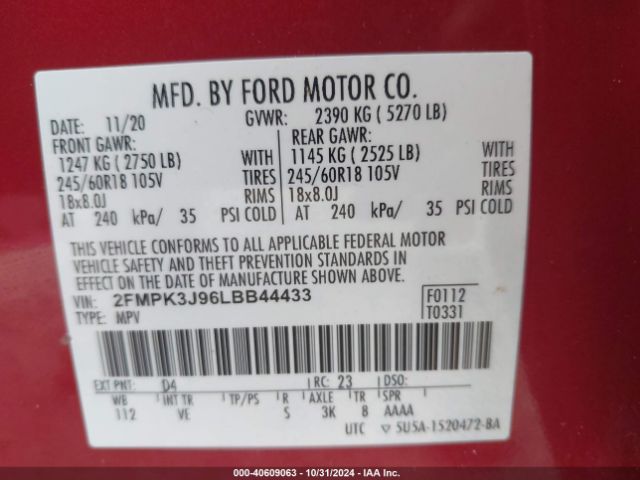 MFD. BY FORD MOTOR CO.
DATE: 11/20 GVWR: 2390 KG ( 5270 LB)
FRONT GAWR: REAR GAWR:
1247 KG ( 2750 LB) WITH 1145 KG ( 2525 LB) WITH
245/60R18 105V TIRES 245/60R18 105V TIRES
18x8.0J RIMS 18x8.0J RIMS
AT 240 kPa/ 35 PSI COLD AT 240 kPa/ 35 PSI COLD
THIS VEHICLE CONFORMS TO ALL APPLICABLE FEDERAL MOTOR
VEHICLE SAFETY AND THEFT PREVENTION STANDARDS IN
EFFECT ON THE DATE OF MANUFACTURE SHOWN ABOVE.
VIN: 2FMPK3J96LBB44433 F0112
TYPE: MPV T0331
EXT PNT: D4 RC: 23 DSO:
WB INT TR TP/PS R AXLE TR SPR
112 VE S 3K 8 AAAA
UTC ▽ 5U5A-1520472-BA
000-40609063 - 10/31/2024 - IAA Inc.